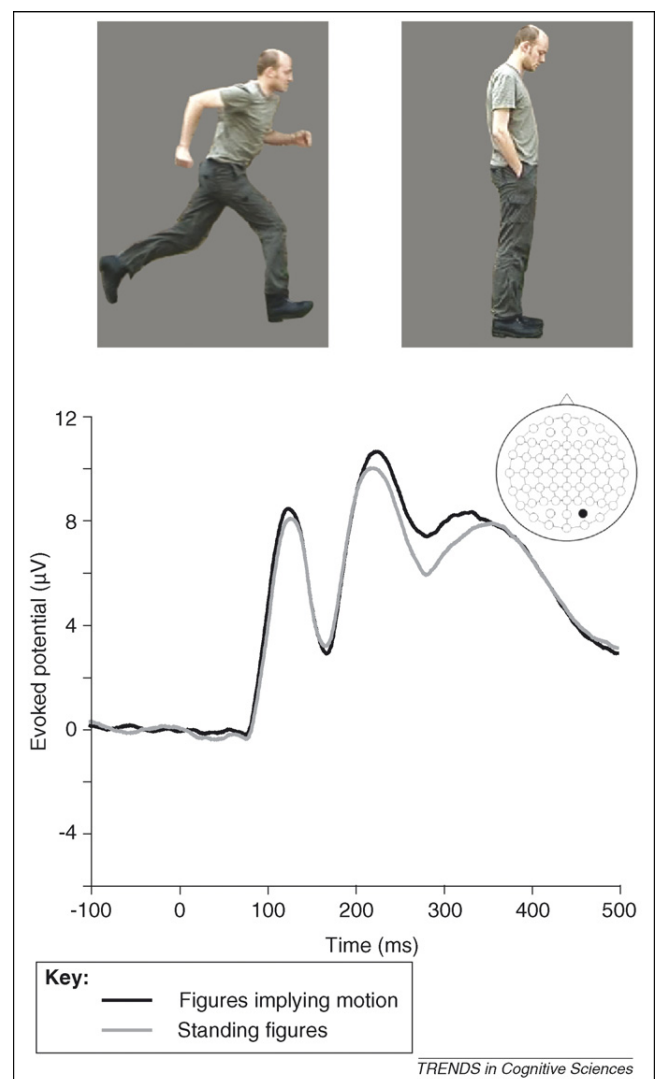 12
8
4
0
-4
Evoked potential (µV)
-100 0 100 200 300 400 500
Time (ms)
Key:
Figures implying motion
Standing figures
TRENDS in Cognitive Sciences